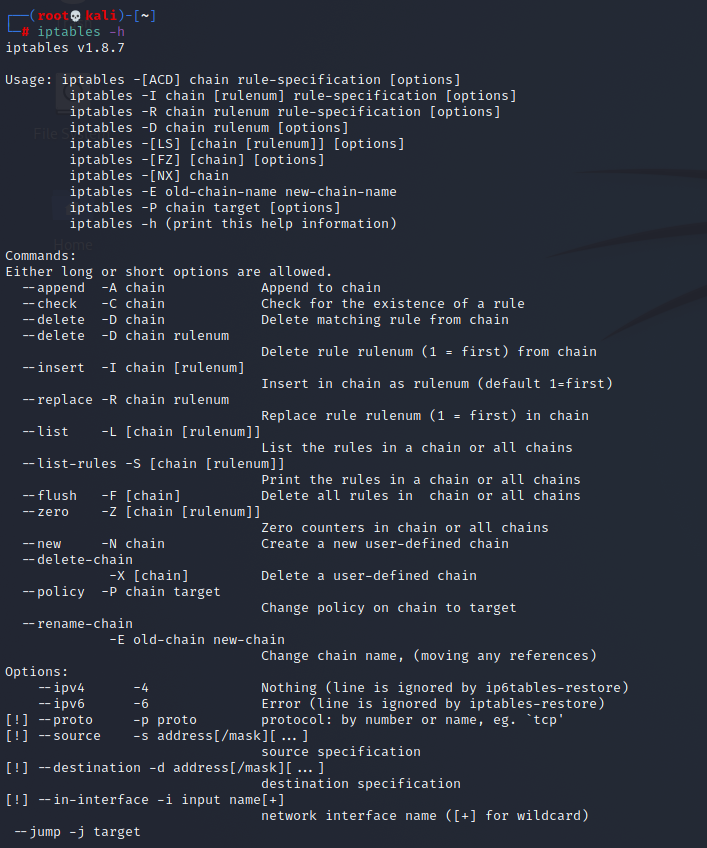 ┌──(root💀kali)-[~]
└─# iptables -h
iptables v1.8.7

Usage: iptables -[ACD] chain rule-specification [options]
        iptables -I chain [rulenum] rule-specification [options]
        iptables -R chain rulenum rule-specification [options]
        iptables -D chain rulenum [options]
        iptables -[LS] [chain [rulenum]] [options]
        iptables -[FZ] [chain] [options]
        iptables -[NX] chain
        iptables -E old-chain-name new-chain-name
        iptables -P chain target [options]
        iptables -h (print this help information)

Commands:
Either long or short options are allowed.
  --append  -A chain            Append to chain
  --check   -C chain            Check for the existence of a rule
  --delete  -D chain            Delete matching rule from chain
  --delete  -D chain rulenum
                                Delete rule rulenum (1 = first) from chain
  --insert  -I chain [rulenum]
                                Insert in chain as rulenum (default 1=first)
  --replace -R chain rulenum
                                Replace rule rulenum (1 = first) in chain
  --list    -L [chain [rulenum]]
                                List the rules in a chain or all chains
  --list-rules -S [chain [rulenum]]
                                Print the rules in a chain or all chains
  --flush   -F [chain]          Delete all rules in  chain or all chains
  --zero    -Z [chain [rulenum]]
                                Zero counters in chain or all chains
  --new     -N chain            Create a new user-defined chain
  --delete-chain
             -X [chain]         Delete a user-defined chain
  --policy  -P chain target
                                Change policy on chain to target
  --rename-chain
             -E old-chain new-chain
                                Change chain name, (moving any references)
Options:
    --ipv4      -4              Nothing (line is ignored by ip6tables-restore)
    --ipv6      -6              Error (line is ignored by iptables-restore)
[!] --proto     -p proto        protocol: by number or name, eg. `tcp'
[!] --source    -s address[/mask][...]
                                source specification
[!] --destination -d address[/mask][...]
                                destination specification
[!] --in-interface -i input name[+]
                                network interface name ([+] for wildcard)
 --jump -j target
Home